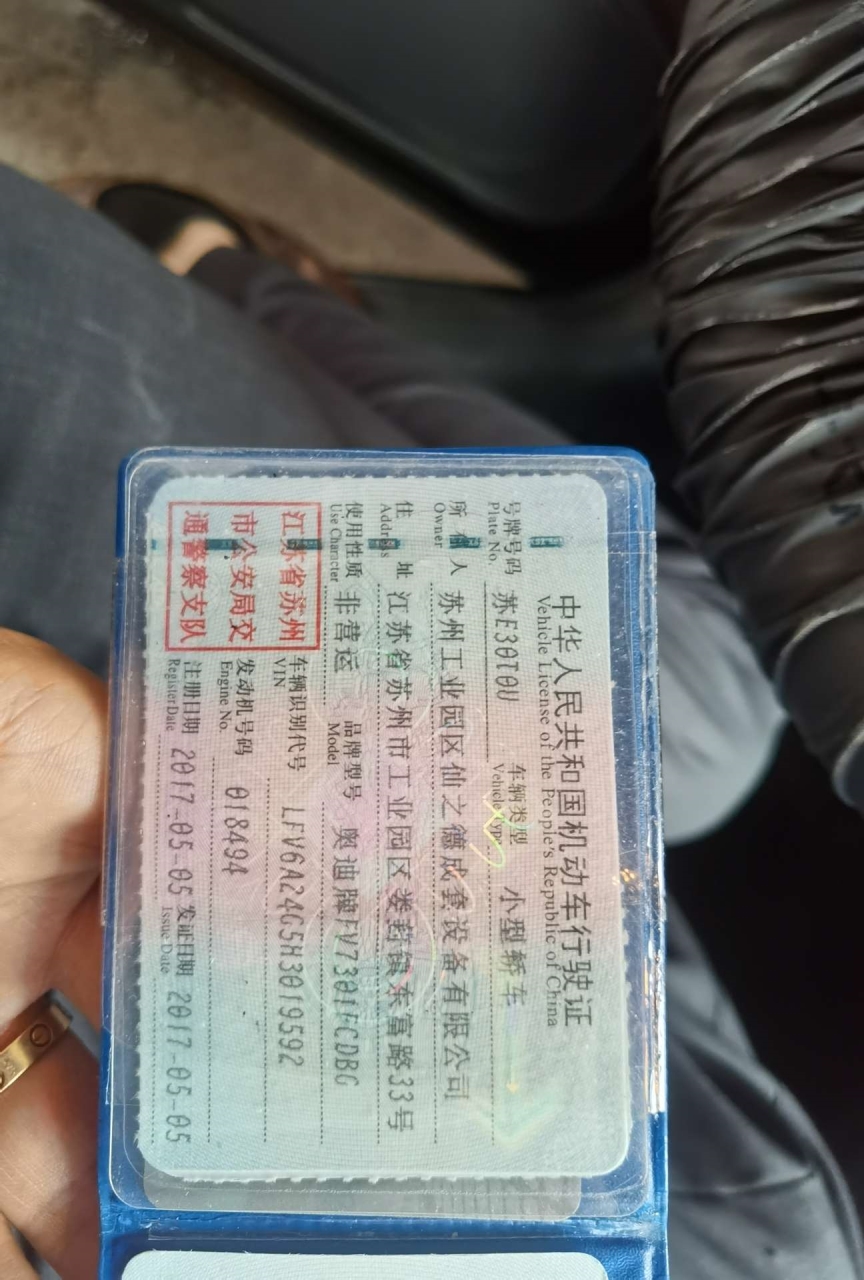 中华人民共和国机动车行驶证
Vehicle License of the People's Republic of China
号牌号码 苏E30T0U 车辆类型 小型轿车
Plate No. Vehicle Type
所有人 苏州工业园区仙之德成套设备有限公司
Owner
住址 江苏省苏州市工业园区娄葑镇东富路33号
Address
使用性质 非营运 品牌型号 奥迪牌FV7301FCDBG
Use Character Model
江苏省苏州
市公安局交
通警察支队
车辆识别代号 LFV6A24G5H3019592
VIN
发动机号码 018494
Engine No.
注册日期 2017-05-05 发证日期 2017-05-05
Register Date Issue Date